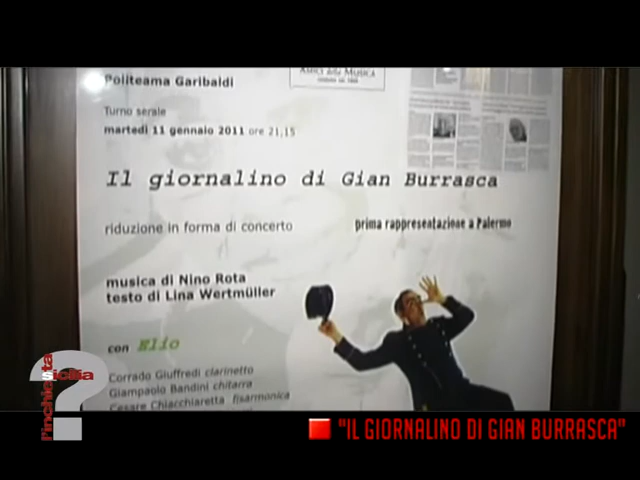 Politeama Garibaldi
AMICI della MUSICA
Turno serale
martedì 11 gennaio 2011 ore 21,15
Il giornalino di Gian Burrasca
riduzione in forma di concerto
prima rappresentazione a Palermo
musica di Nino Rota
testo di Lina Wertmüller
con Elio
Corrado Giuffredi clarinetto
Giampaolo Bandini chitarra
Cesare Chiacchiaretta fisarmonica
l'inchiesta
sicilia
?
"IL GIORNALINO DI GIAN BURRASCA"